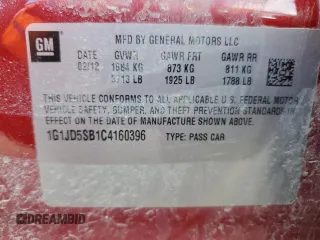 GM
MFD BY GENERAL MOTORS LLC
DATE GVWR GAWR FRT GAWR RR
02/12 1684 KG 873 KG 811 KG
3713 LB 1925 LB 1788 LB
THIS VEHICLE CONFORMS TO ALL APPLICABLE U.S. FEDERAL MOTOR
VEHICLE SAFETY, BUMPER, AND THEFT PREVENTION STANDARDS
IN EFFECT ON THE DATE OF MANUFACTURE SHOWN ABOVE.
1G1JD5SB1C4160396 TYPE: PASS CAR
DREAMBID